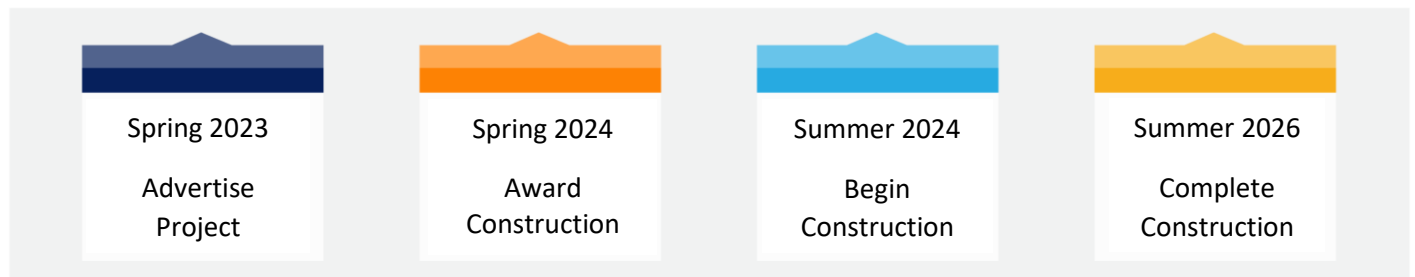 Spring 2023
Advertise
Project
Spring 2024
Award
Construction
Summer 2024
Begin
Construction
Summer 2026
Complete
Construction